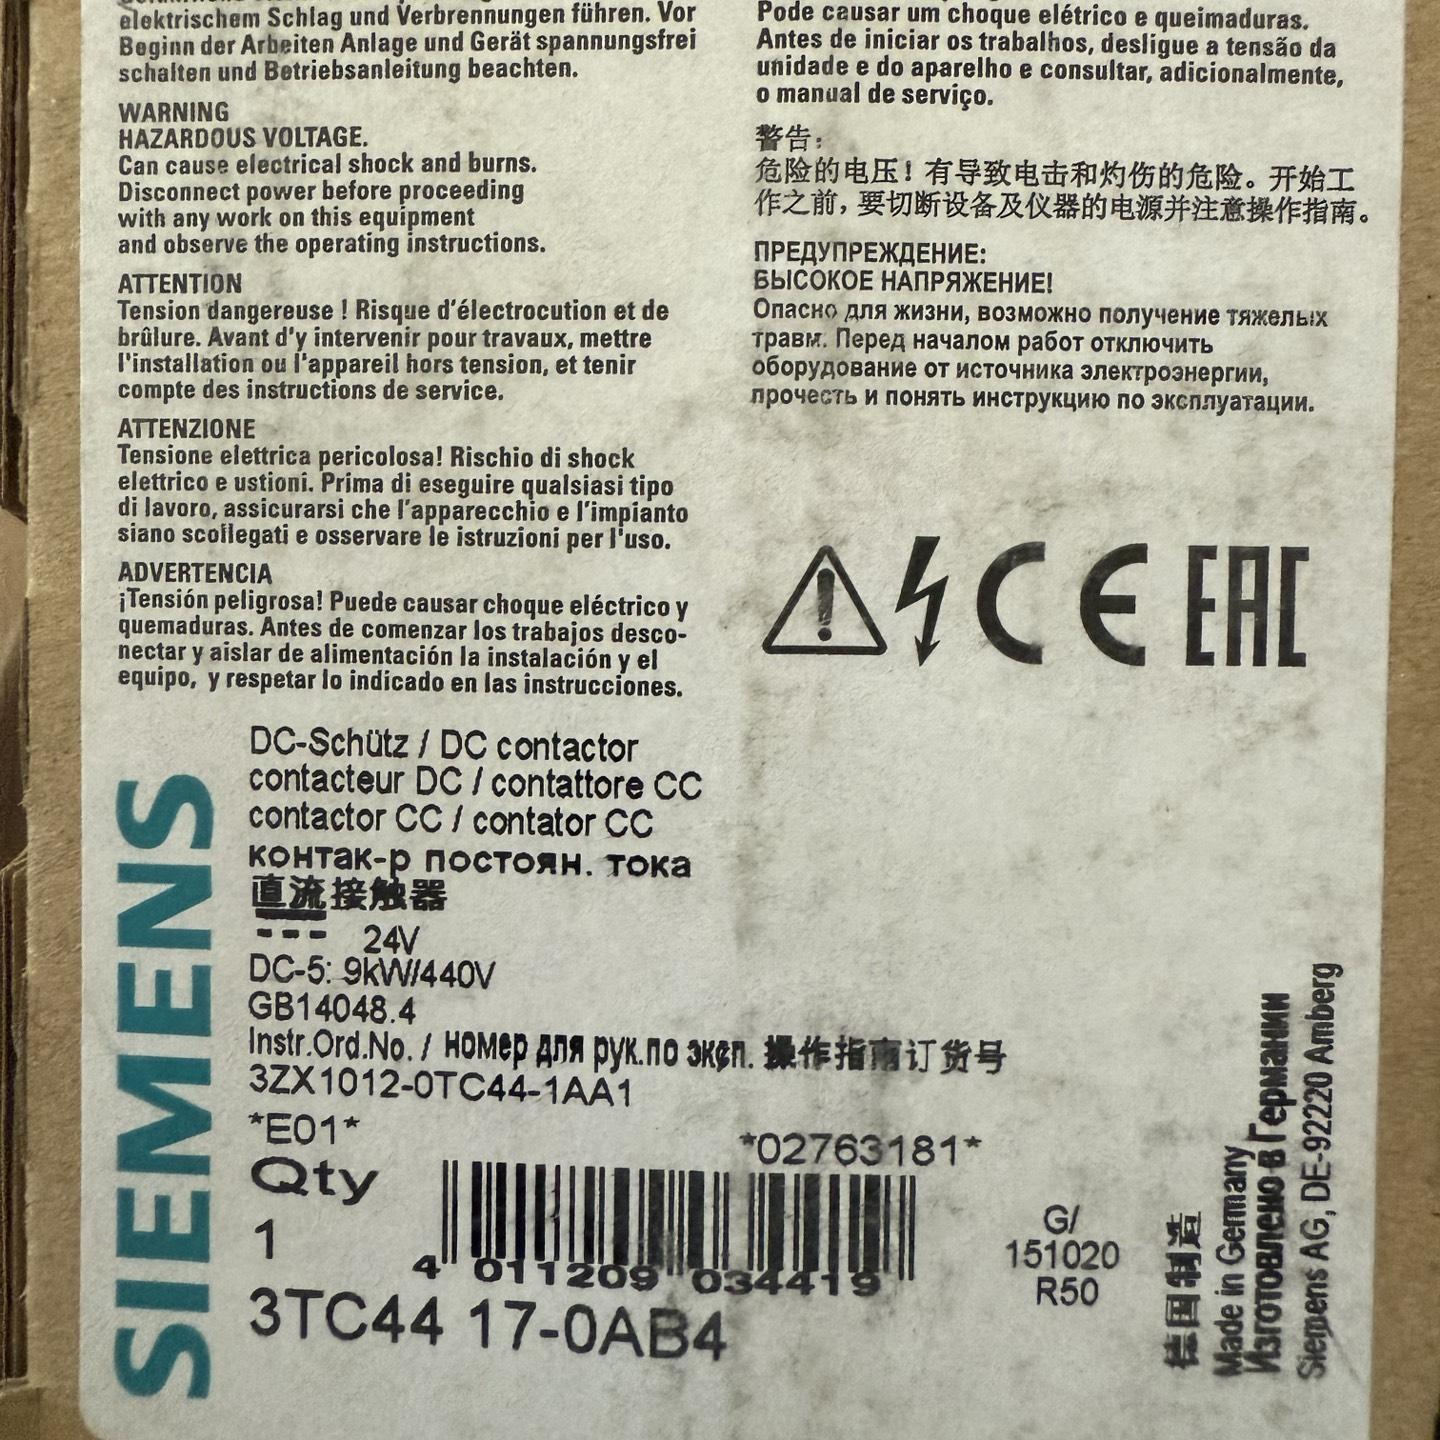 elektrischem Schlag und Verbrennungen führen. Vor
Beginn der Arbeiten Anlage und Gerät spannungsfrei
schalten und Betriebsanleitung beachten.
WARNING
HAZARDOUS VOLTAGE.
Can cause electrical shock and burns.
Disconnect power before proceeding
with any work on this equipment
and observe the operating instructions.
ATTENTION
Tension dangereuse ! Risque d'électrocution et de
brûlure. Avant d'y intervenir pour travaux, mettre
l'installation ou l'appareil hors tension, et tenir
compte des instructions de service.
ATTENZIONE
Tensione elettrica pericolosa! Rischio di shock
elettrico e ustioni. Prima di eseguire qualsiasi tipo
di lavoro, assicurarsi che l'apparecchio e l'impianto
siano scollegati e osservare le istruzioni per l'uso.
ADVERTENCIA
¡Tensión peligrosa! Puede causar choque eléctrico y
quemaduras. Antes de comenzar los trabajos desco-
nectar y aislar de alimentación la instalación y el
equipo, y respetar lo indicado en las instrucciones.
Pode causar um choque elétrico e queimaduras.
Antes de iniciar os trabalhos, desligue a tensão da
unidade e do aparelho e consultar, adicionalmente,
o manual de serviço.
警告:
危险的电压! 有导致电击和灼伤的危险。开始工
作之前,要切断设备及仪器的电源并注意操作指南。
ПРЕДУПРЕЖДЕНИЕ:
ВЫСОКОЕ НАПРЯЖЕНИЕ!
Опасно для жизни, возможно получение тяжелых
травм. Перед началом работ отключить
оборудование от источника электроэнергии,
прочесть и понять инструкцию по эксплуатации.
CE EAC
SIEMENS
DC-Schütz / DC contactor
contacteur DC / contattore CC
contactor CC / contator CC
контак-р постоян. тока
直流接触器
24V
DC-5: 9kW/440V
GB14048.4
Instr.Ord.No. / номер для рук.по эксп. 操作指南订货号
3ZX1012-0TC44-1AA1
*E01*
*02763181*
Qty
1
4 011209 034419
3TC44 17-0AB4
G/
151020
R50
德国制造
Made in Germany
Изготовлено в Германии
Siemens AG, DE-92220 Amberg